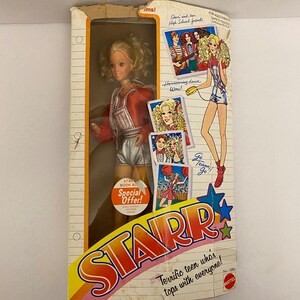 Starr and her
High School friends
Homecoming dance.
Wow!
Go
Team
Go
Special
Offer!
STARR
Terrific teen who's
tops with everyone!
MATTEL